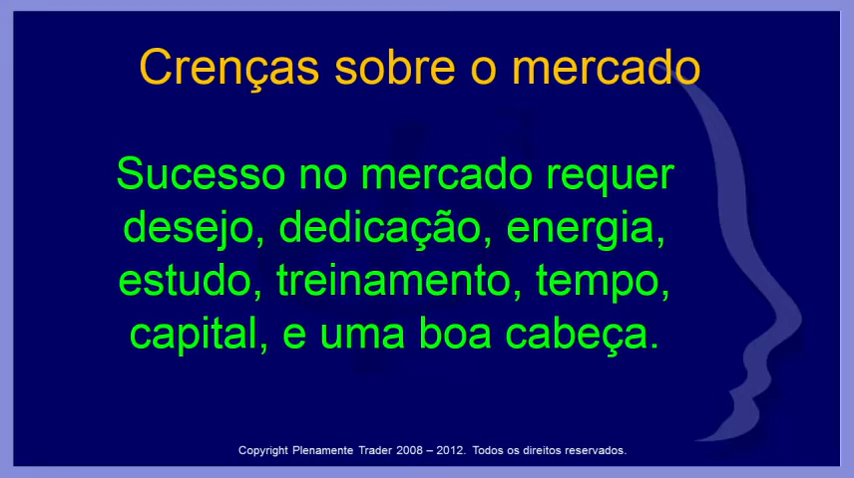 Crenças sobre o mercado
Sucesso no mercado requer
desejo, dedicação, energia,
estudo, treinamento, tempo,
capital, e uma boa cabeça.
Copyright Plenamente Trader 2008 – 2012. Todos os direitos reservados.